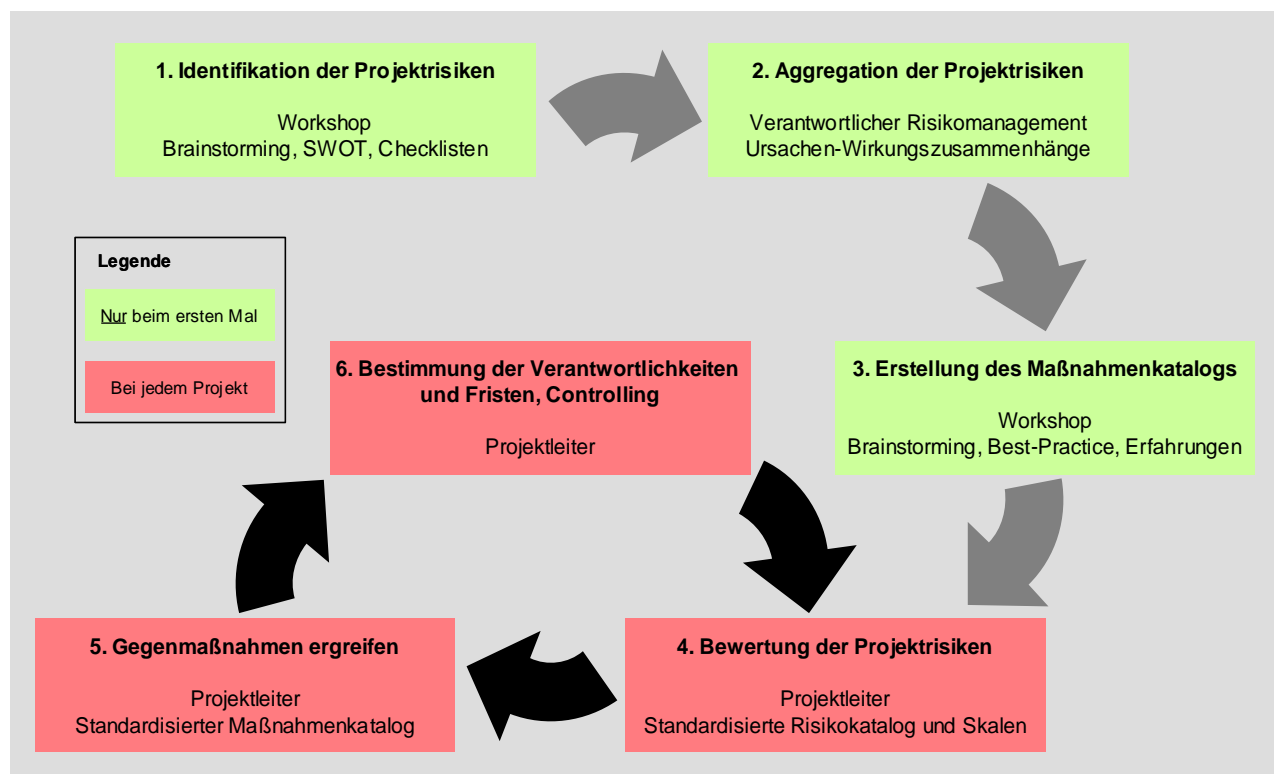 1. Identifikation der Projektrisiken
Workshop
Brainstorming, SWOT, Checklisten
2. Aggregation der Projektrisiken
Verantwortlicher Risikomanagement
Ursachen-Wirkungszusammenhänge
Legende
Nur beim ersten Mal
Bei jedem Projekt
6. Bestimmung der Verantwortlichkeiten
und Fristen, Controlling
Projektleiter
3. Erstellung des Maßnahmenkatalogs
Workshop
Brainstorming, Best-Practice, Erfahrungen
5. Gegenmaßnahmen ergreifen
Projektleiter
Standardisierter Maßnahmenkatalog
4. Bewertung der Projektrisiken
Projektleiter
Standardisierte Risikokatalog und Skalen